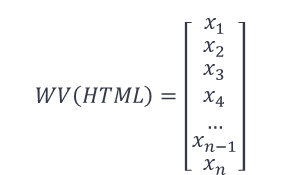 x₁
x₂
x₃
WV(HTML) = x₄
...
xₙ₋₁
xₙ